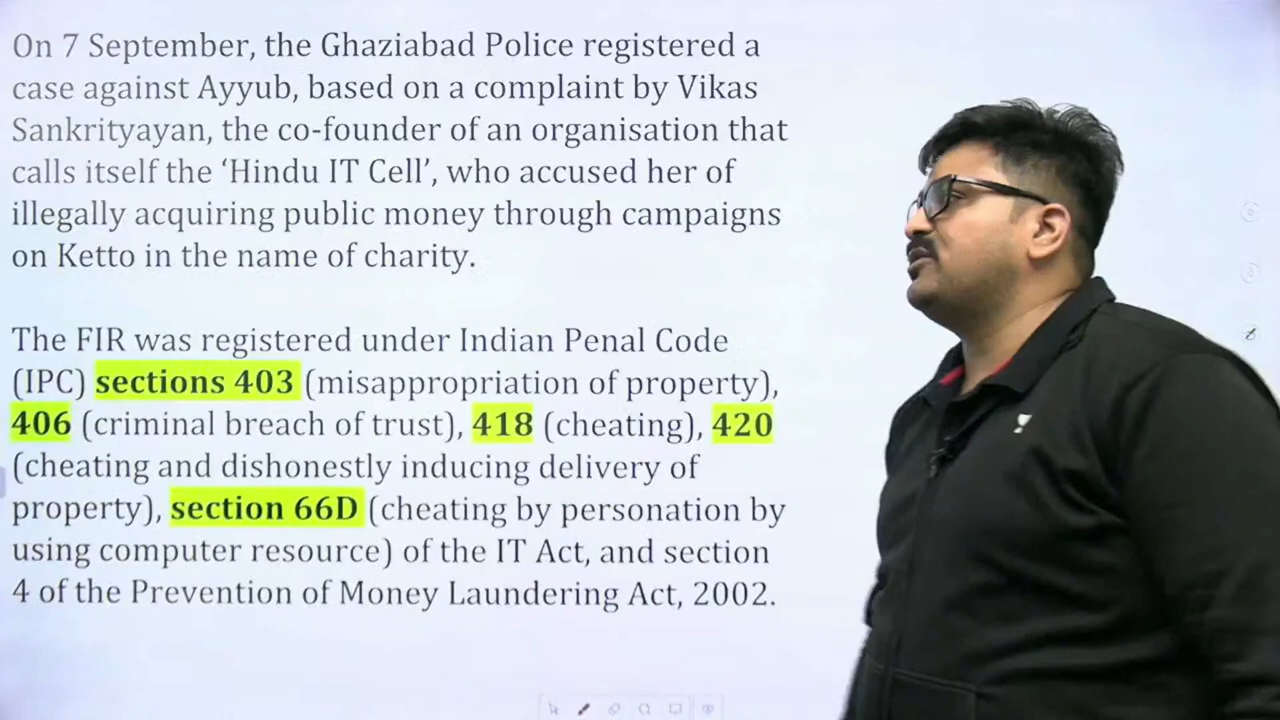 On 7 September, the Ghaziabad Police registered a
case against Ayyub, based on a complaint by Vikas
Sankrityayan, the co-founder of an organisation that
calls itself the ‘Hindu IT Cell’, who accused her of
illegally acquiring public money through campaigns
on Ketto in the name of charity.
The FIR was registered under Indian Penal Code
(IPC) sections 403 (misappropriation of property),
406 (criminal breach of trust), 418 (cheating), 420
(cheating and dishonestly inducing delivery of
property), section 66D (cheating by personation by
using computer resource) of the IT Act, and section
4 of the Prevention of Money Laundering Act, 2002.